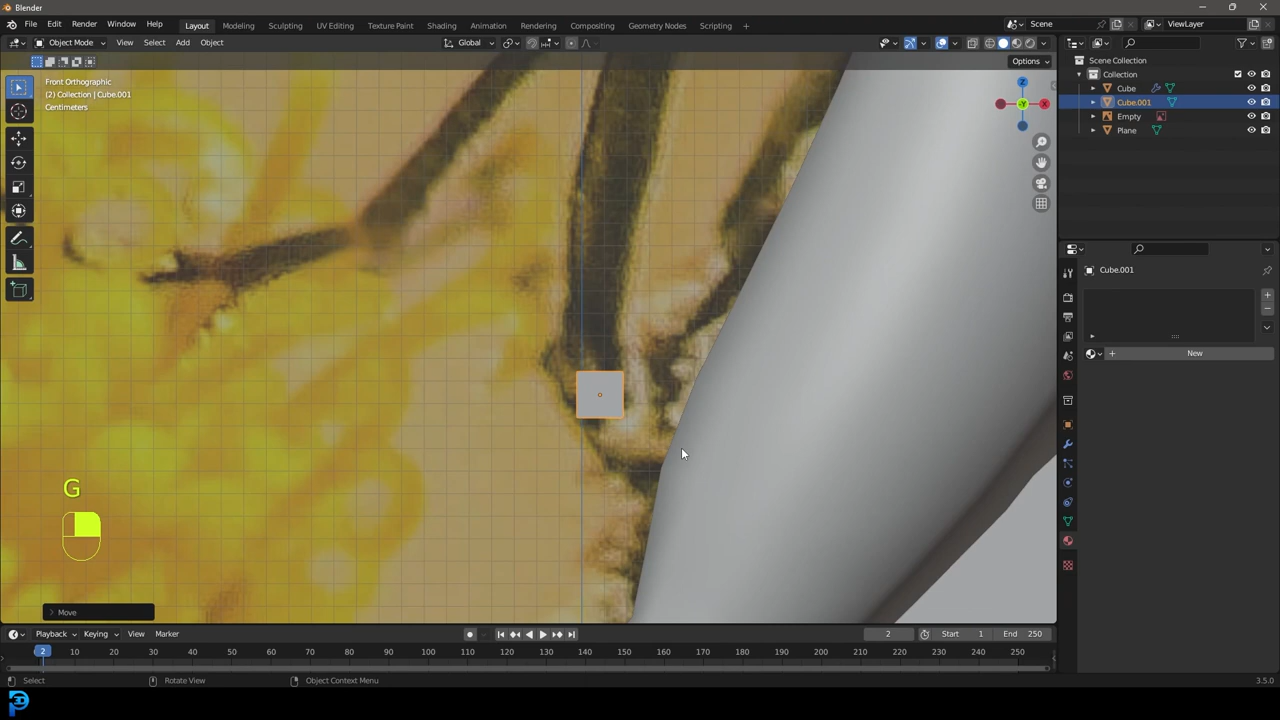 Blender
File Edit Render Window Help
Layout Modeling Sculpting UV Editing Texture Paint Shading Animation Rendering Compositing Geometry Nodes Scripting +
Scene
ViewLayer
Object Mode View Select Add Object
Global
Options
Front Orthographic
(2) Collection | Cube.001
Centimeters
Z
X
-Y
G
Move
Scene Collection
Collection
Cube
Cube.001
Empty
Plane
Cube.001
+ New
Playback Keying View Marker
2
Start 1
End 250
2 10 20 30 40 50 60 70 80 90 100 110 120 130 140 150 160 170 180 190 200 210 220 230 240 250
Select
Rotate View
Object Context Menu
3.5.0